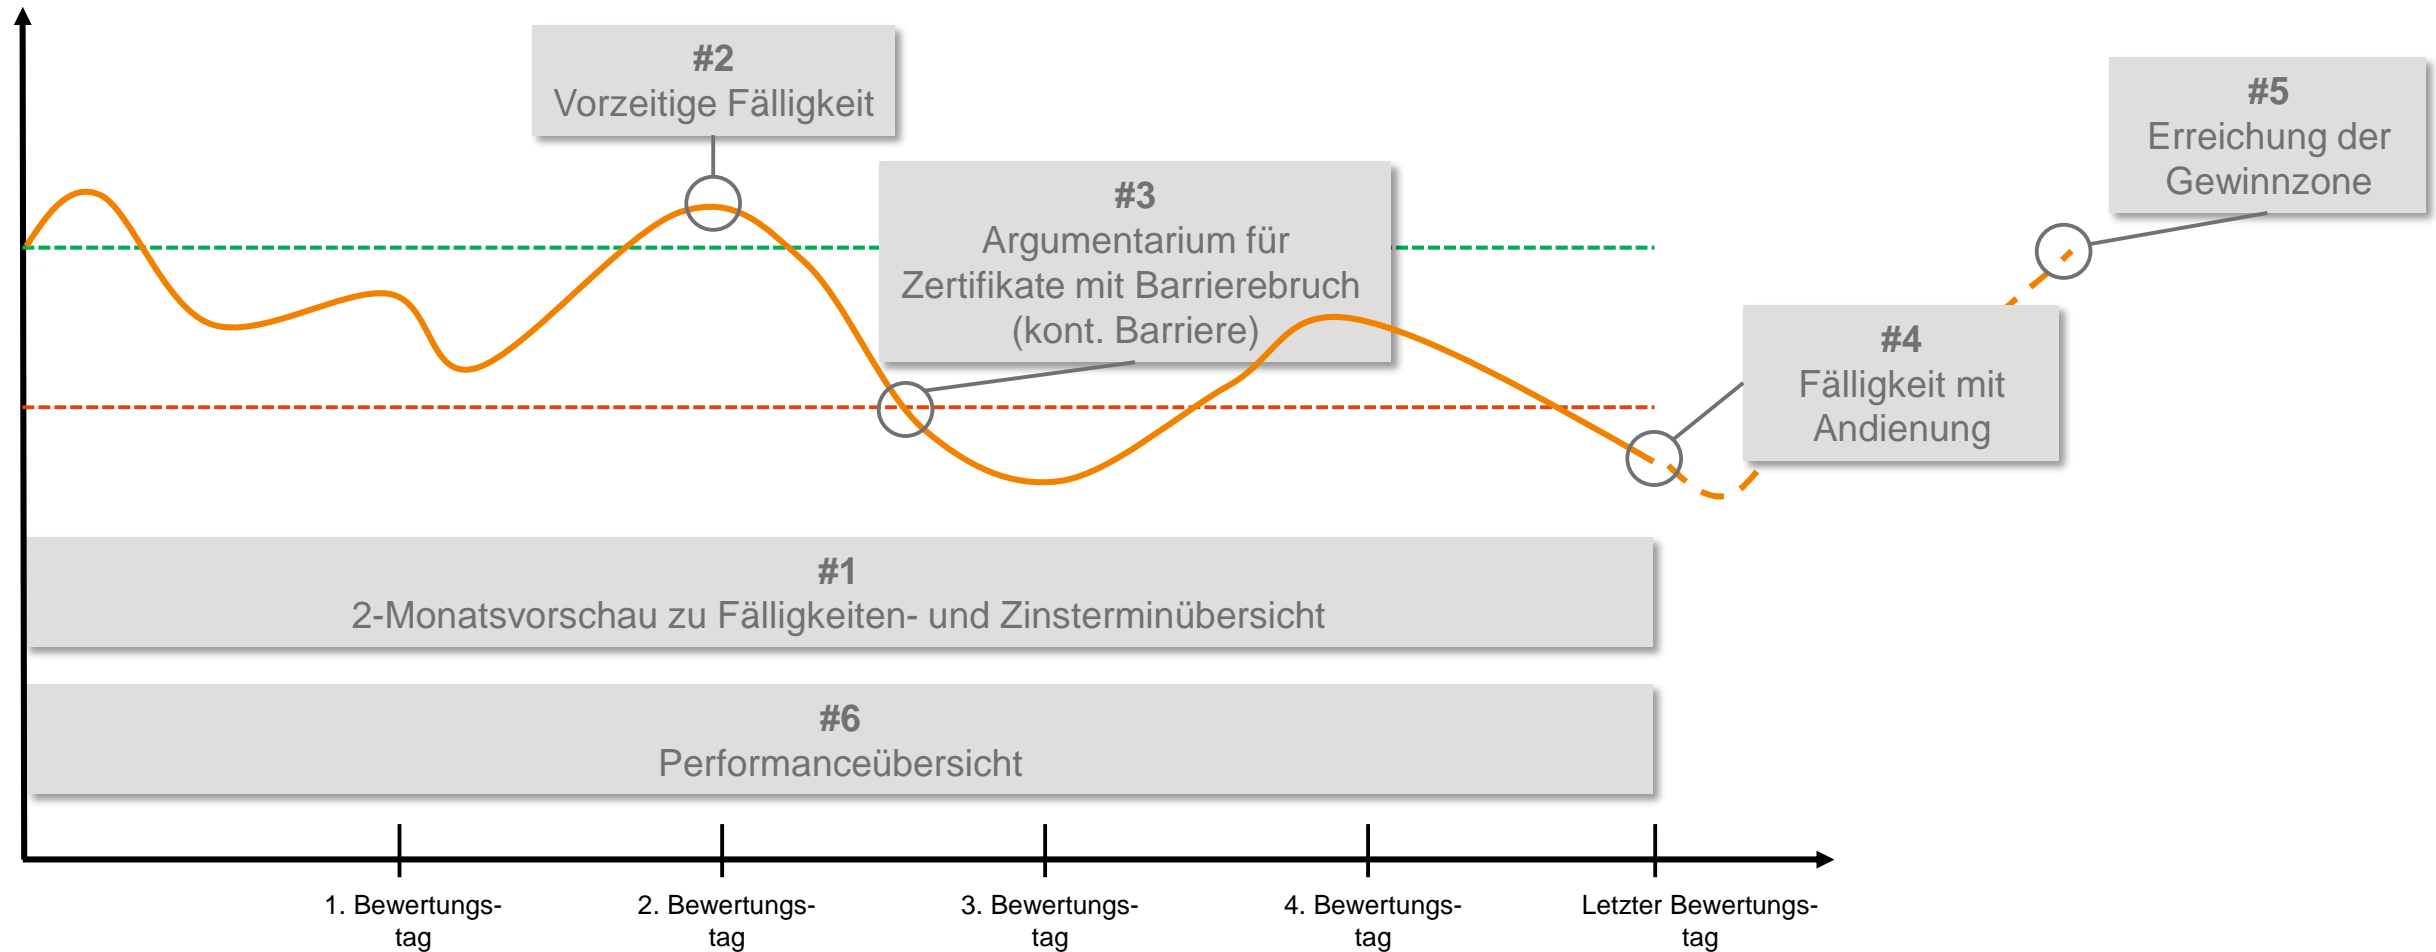 #2
Vorzeitige Fälligkeit
#5
Erreichung der
Gewinnzone
#3
Argumentarium für
Zertifikate mit Barrierebruch
(kont. Barriere)
#4
Fälligkeit mit
Andienung
#1
2-Monatsvorschau zu Fälligkeiten- und Zinsterminübersicht
#6
Performanceübersicht
1. Bewertungs-
tag
2. Bewertungs-
tag
3. Bewertungs-
tag
4. Bewertungs-
tag
Letzter Bewertungs-
tag